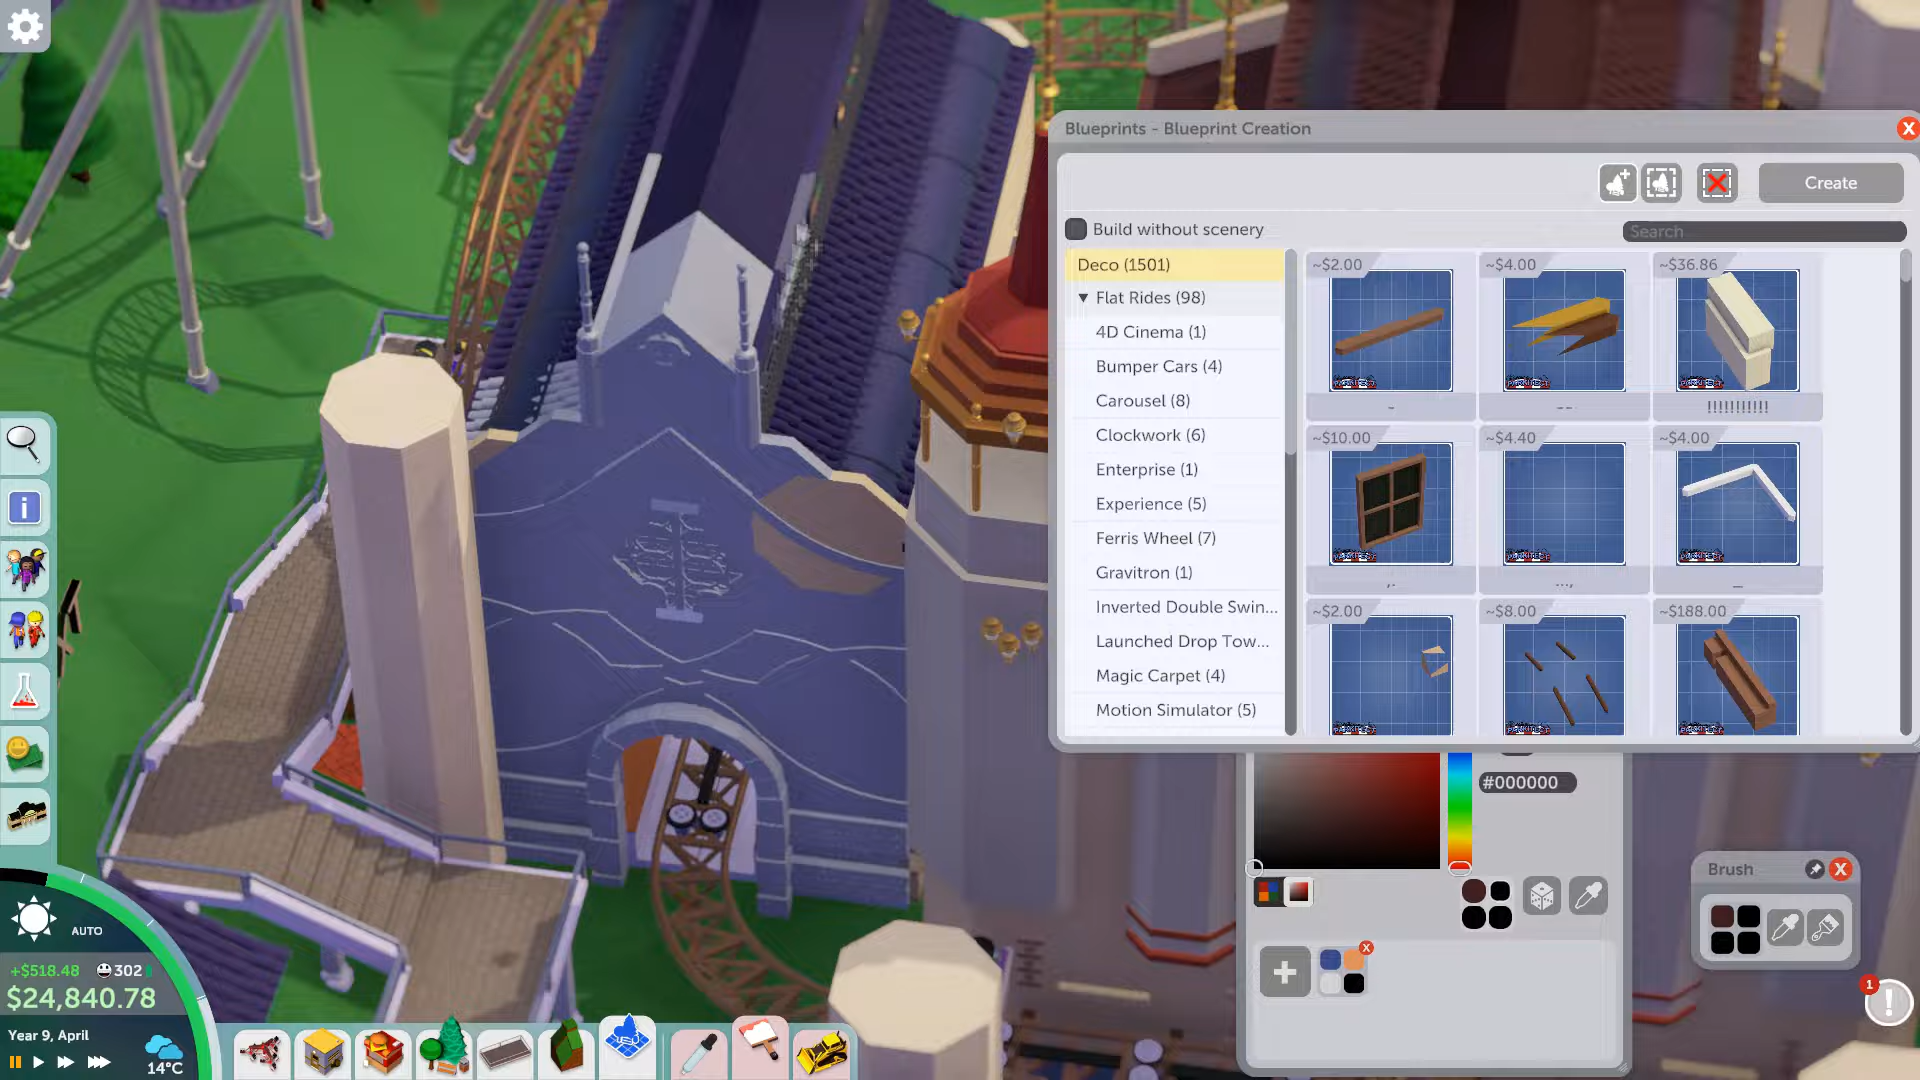 Blueprints - Blueprint Creation
X
Create
Build without scenery
Search
Deco (1501)
Flat Rides (98)
4D Cinema (1)
Bumper Cars (4)
Carousel (8)
Clockwork (6)
Enterprise (1)
Experience (5)
Ferris Wheel (7)
Gravitron (1)
Inverted Double Swin...
Launched Drop Tow...
Magic Carpet (4)
Motion Simulator (5)
~$2.00
~$4.00
~$36.86
-
--
!!!!!!!!!!!
~$10.00
~$4.40
~$4.00
,.
...,
_
~$2.00
~$8.00
~$188.00
#000000
X
Brush
X
1
!
i
AUTO
+$518.48
302
$24,840.78
Year 9, April
14°C